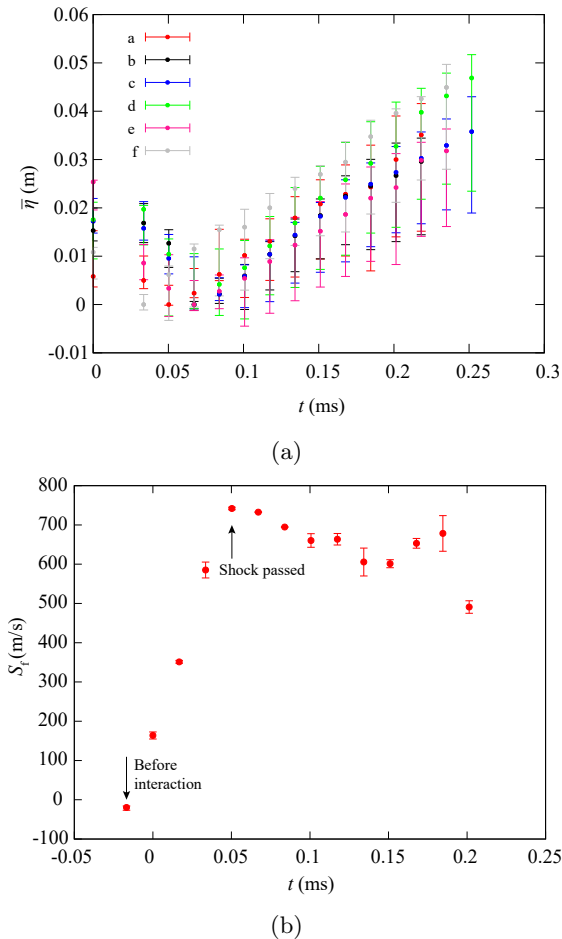 0.06
0.05
0.04
0.03
0.02
0.01
0
-0.01
η̅ (m)
a
b
c
d
e
f
0 0.05 0.1 0.15 0.2 0.25 0.3
t (ms)
(a)
800
700
600
500
400
300
200
100
0
-100
S_f (m/s)
Shock passed
Before
interaction
-0.05 0 0.05 0.1 0.15 0.2 0.25
t (ms)
(b)